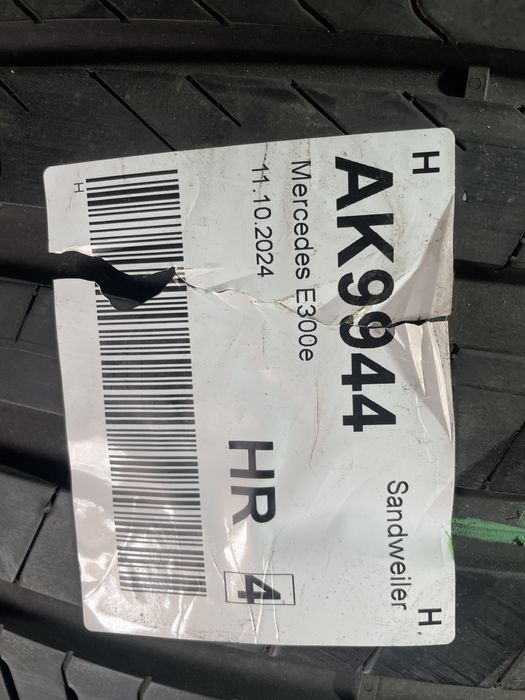 H Sandweiler H
AK9944
Mercedes E300e
11.10.2024 HR 4
H